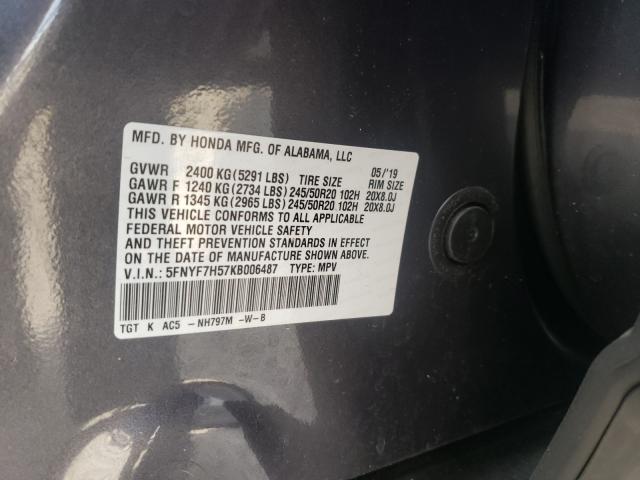 MFD. BY HONDA MFG. OF ALABAMA, LLC
GVWR 2400 KG (5291 LBS) TIRE SIZE 05/'19 RIM SIZE
GAWR F 1240 KG (2734 LBS) 245/50R20 102H 20X8.0J
GAWR R 1345 KG (2965 LBS) 245/50R20 102H 20X8.0J
THIS VEHICLE CONFORMS TO ALL APPLICABLE
FEDERAL MOTOR VEHICLE SAFETY
AND THEFT PREVENTION STANDARDS IN EFFECT
ON THE DATE OF MANUFACTURE SHOWN ABOVE.
V.I.N.: 5FNYF7H57KB006487 TYPE: MPV
TGT K AC5 -NH797M -W-B